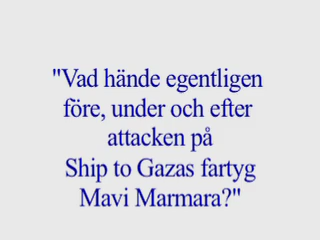 "Vad hände egentligen
före, under och efter
attacken på
Ship to Gazas fartyg
Mavi Marmara?"